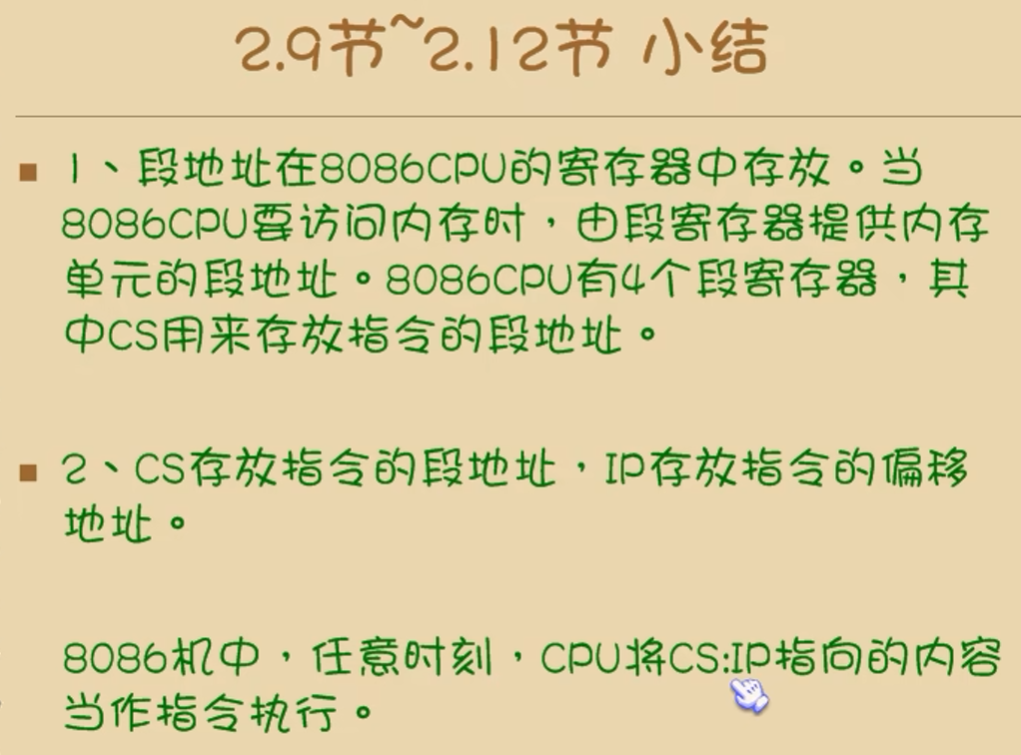 2.9节~2.12节 小结
1、段地址在8086CPU的寄存器中存放。当
8086CPU要访问内存时，由段寄存器提供内存
单元的段地址。8086CPU有4个段寄存器，其
中CS用来存放指令的段地址。
2、CS存放指令的段地址，IP存放指令的偏移
地址。
8086机中，任意时刻，CPU将CS:IP指向的内容
当作指令执行。